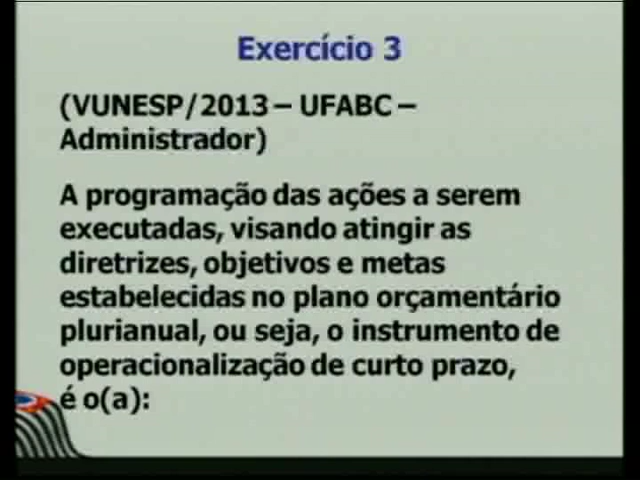 Exercício 3
(VUNESP/2013 – UFABC –
Administrador)
A programação das ações a serem
executadas, visando atingir as
diretrizes, objetivos e metas
estabelecidas no plano orçamentário
plurianual, ou seja, o instrumento de
operacionalização de curto prazo,
é o(a):